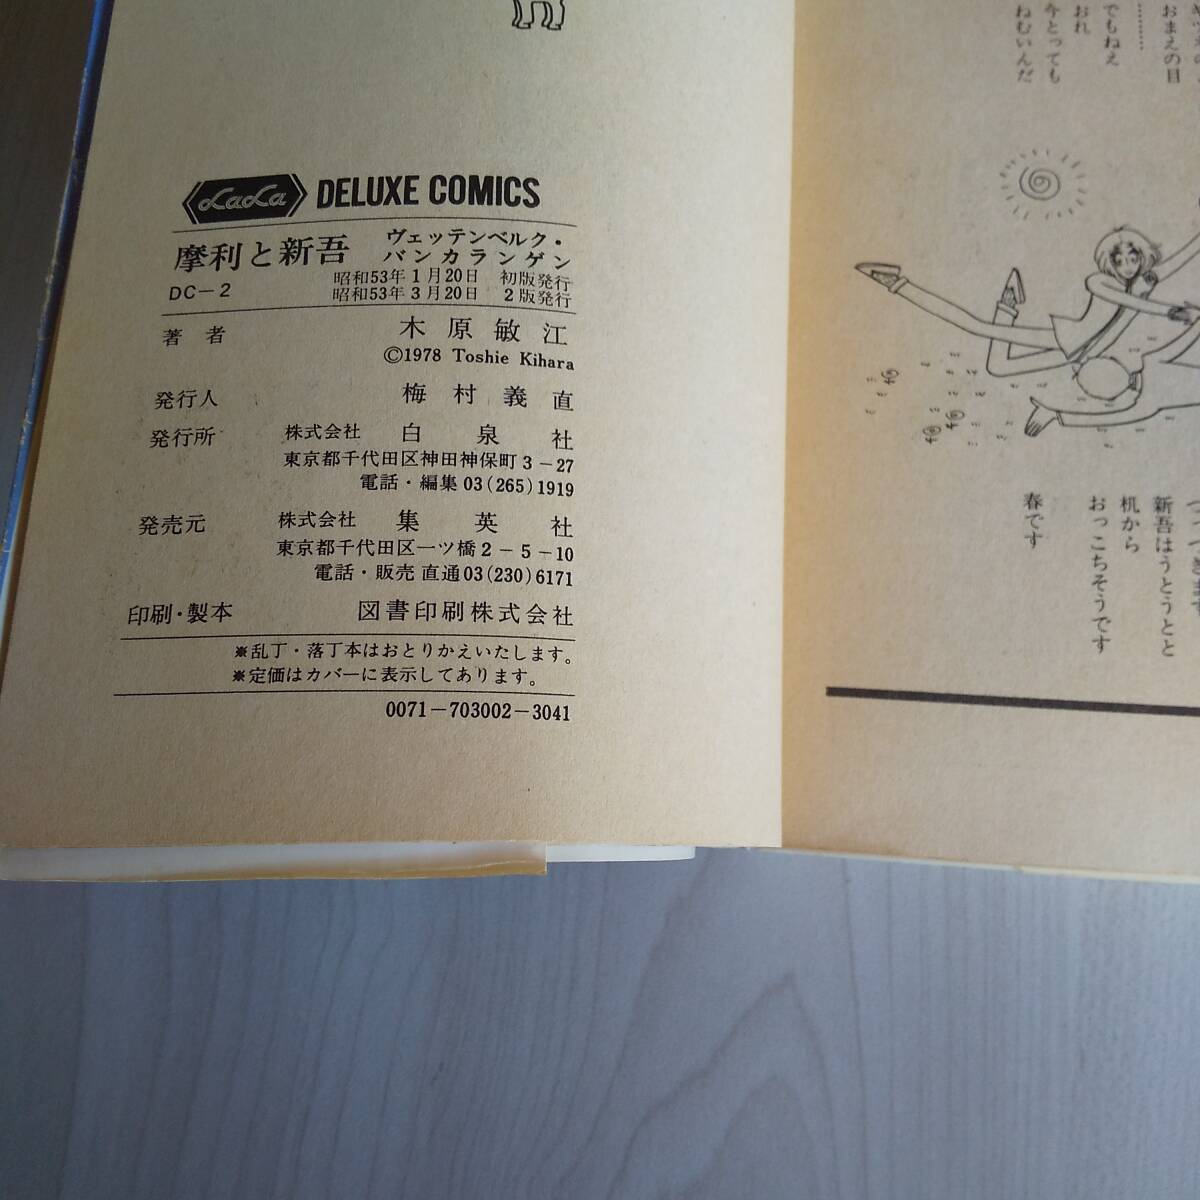 LaLa DELUXE COMICS
摩利と新吾 ヴェッテンベルク・
バンカランゲン
DC－2
昭和53年1月20日 初版発行
昭和53年3月20日 2版発行
著者 木原敏江
©1978 Toshie Kihara
発行人 梅村義直
発行所 株式会社 白泉社
東京都千代田区神田神保町3－27
電話・編集 03(265)1919
発売元 株式会社 集英社
東京都千代田区一ツ橋2－5－10
電話・販売 直通03(230)6171
印刷・製本 図書印刷株式会社
※乱丁・落丁本はおとりかえいたします。
※定価はカバーに表示してあります。
0071－703002－3041
おまえの目
………
でもねえ
おれ
今とっても
ねむいんだ
新吾はうとうとと
机から
おっこちそうです
春です